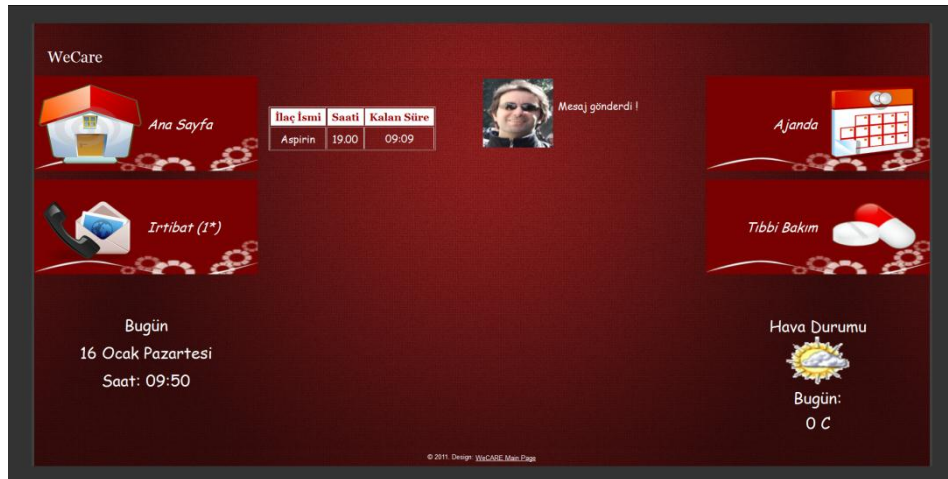 WeCare
Ana Sayfa
İlaç İsmi Saati Kalan Süre
Aspirin 19.00 09:09
Mesaj gönderdi !
Ajanda
Irtibat (1*)
Tıbbi Bakım
Bugün
16 Ocak Pazartesi
Saat: 09:50
Hava Durumu
Bugün:
0 C
© 2011. Design: WeCARE Main Page